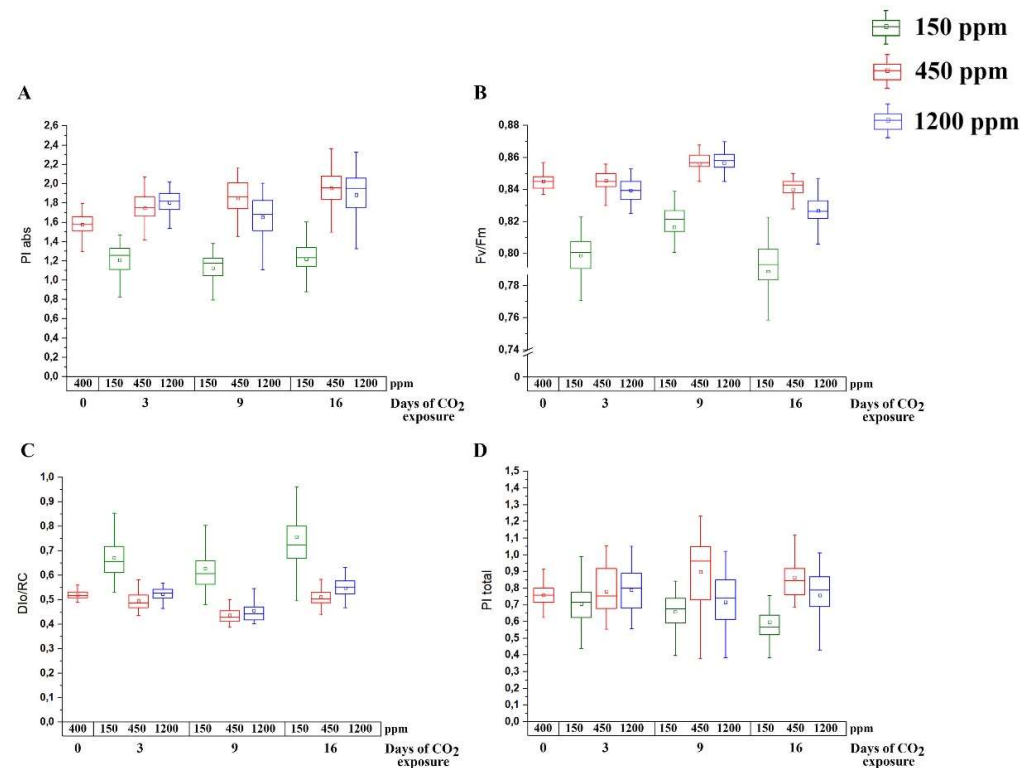 150 ppm
450 ppm
1200 ppm
A
PI abs
2,6
2,4
2,2
2,0
1,8
1,6
1,4
1,2
1,0
0,8
0,6
0,4
0,2
0,0
400 150 450 1200 150 450 1200 150 450 1200 ppm
0 3 9 16 Days of CO₂
exposure
B
Fv/Fm
0,88
0,86
0,84
0,82
0,80
0,78
0,76
0,74
0
400 150 450 1200 150 450 1200 150 450 1200 ppm
0 3 9 16 Days of CO₂
exposure
C
DIo/RC
1,0
0,9
0,8
0,7
0,6
0,5
0,4
0,3
0,2
0,1
0,0
400 150 450 1200 150 450 1200 150 450 1200 ppm
0 3 9 16 Days of CO₂
exposure
D
PI total
1,5
1,4
1,3
1,2
1,1
1,0
0,9
0,8
0,7
0,6
0,5
0,4
0,3
0,2
0,1
0,0
400 150 450 1200 150 450 1200 150 450 1200 ppm
0 3 9 16 Days of CO₂
exposure